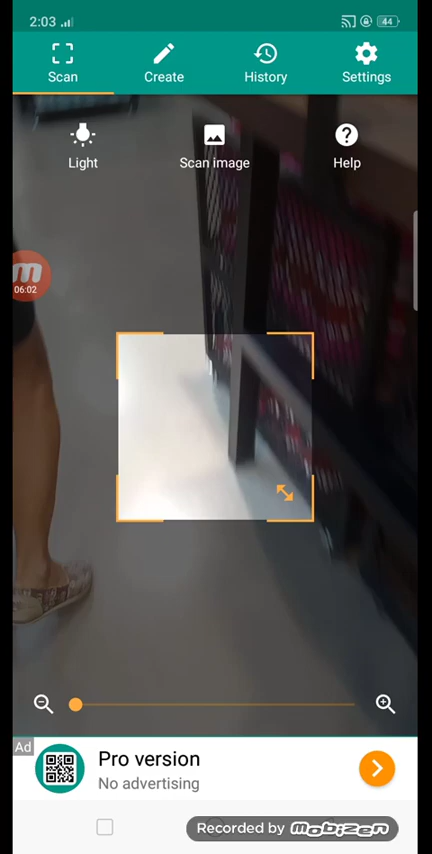 2:03
44
Scan
Create
History
Settings
Light
Scan image
Help
06:02
Ad
Pro version
No advertising
Recorded by mobizen